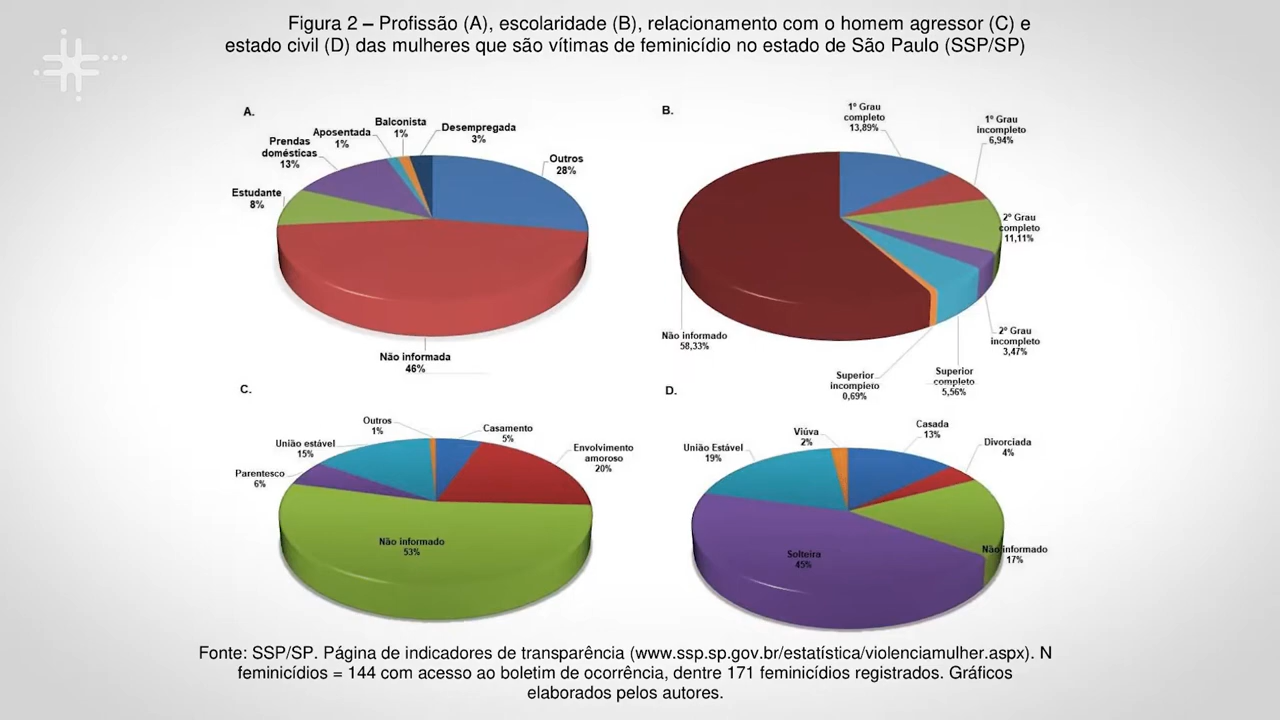 Figura 2 – Profissão (A), escolaridade (B), relacionamento com o homem agressor (C) e
estado civil (D) das mulheres que são vítimas de feminicídio no estado de São Paulo (SSP/SP)
A.
Balconista
1%
Aposentada
1%
Desempregada
3%
Prendas
domésticas
13%
Outros
28%
Estudante
8%
Não informada
46%
B.
1º Grau
completo
13,89%
1º Grau
incompleto
6,94%
2º Grau
completo
11,11%
2º Grau
incompleto
3,47%
Superior
completo
5,56%
Superior
incompleto
0,69%
Não informado
58,33%
C.
Outros
1%
Casamento
5%
União estável
15%
Envolvimento
amoroso
20%
Parentesco
6%
Não informado
53%
D.
Viúva
2%
Casada
13%
Divorciada
4%
União Estável
19%
Não informado
17%
Solteira
45%
Fonte: SSP/SP. Página de indicadores de transparência (www.ssp.sp.gov.br/estatística/violenciamulher.aspx). N
feminicídios = 144 com acesso ao boletim de ocorrência, dentre 171 feminicídios registrados. Gráficos
elaborados pelos autores.